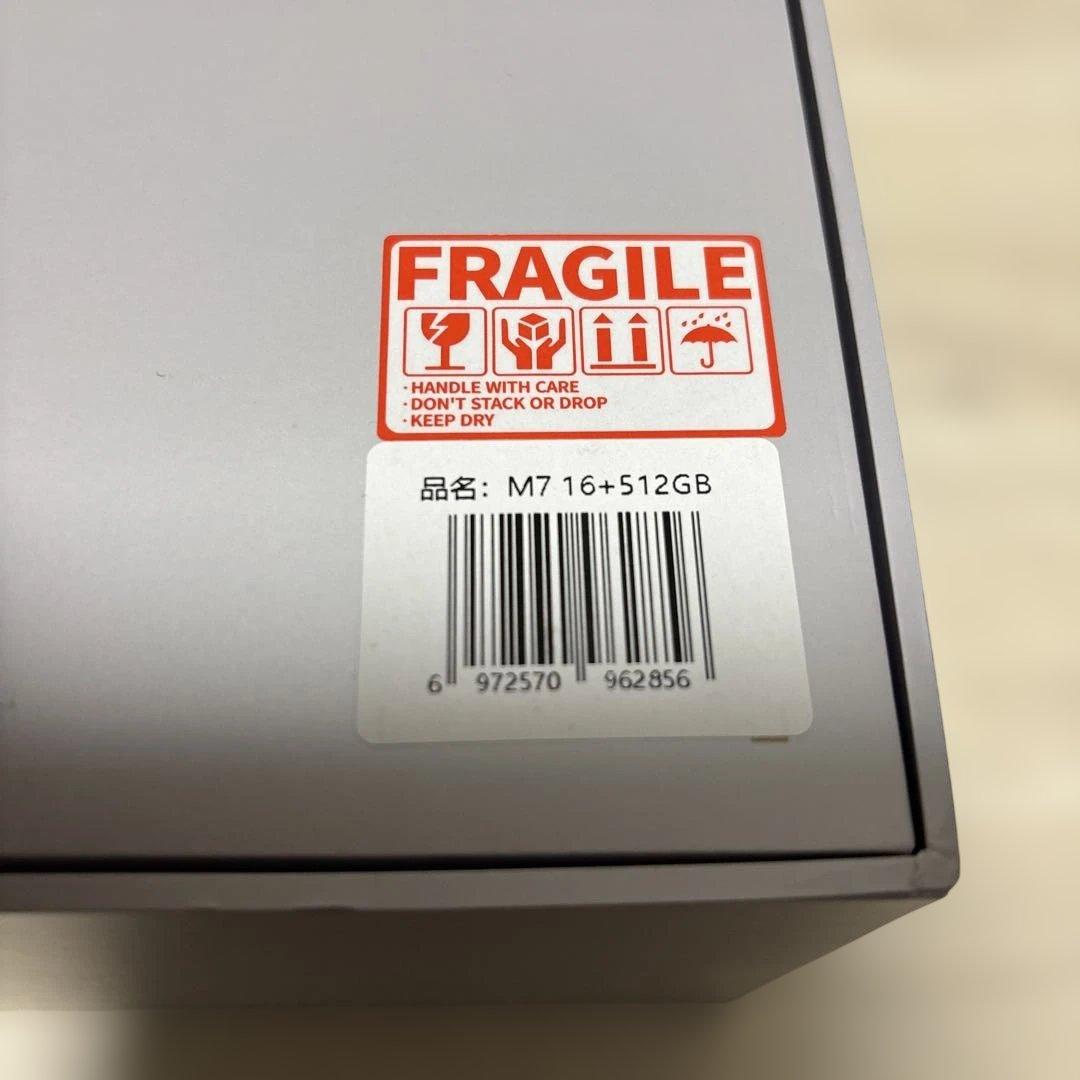 FRAGILE
·HANDLE WITH CARE
·DON'T STACK OR DROP
·KEEP DRY
品名：M7 16+512GB
6 972570 962856